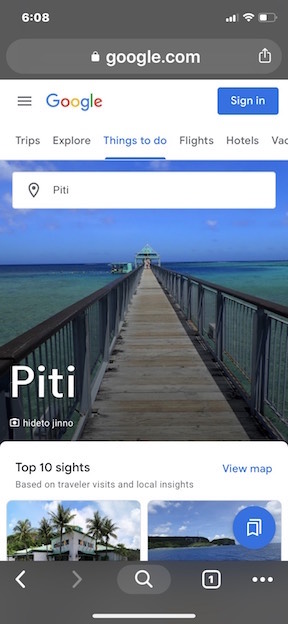 6:08
google.com
Google
Sign in
Trips Explore Things to do Flights Hotels Vac
Piti
Piti
hideto jinno
Top 10 sights
View map
Based on traveler visits and local insights
1